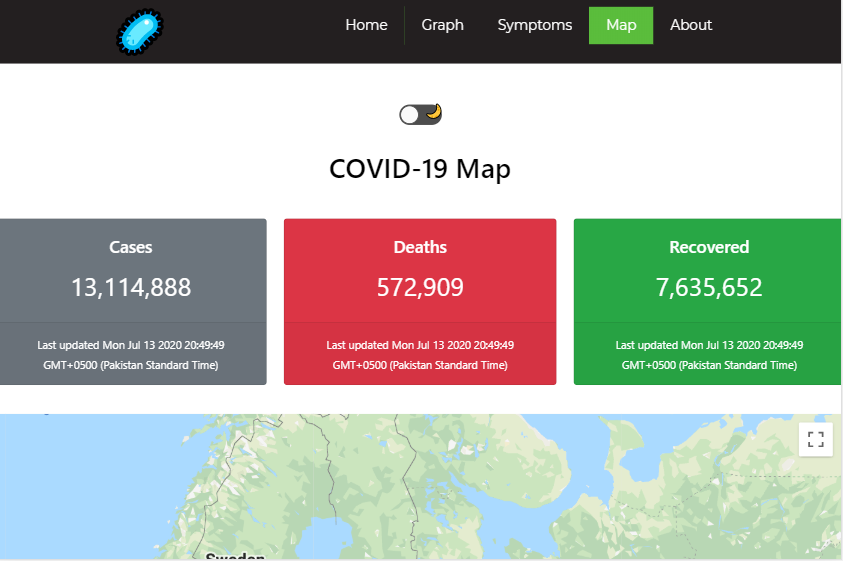 Home Graph Symptoms Map About
COVID-19 Map
Cases Deaths Recovered
13,114,888 572,909 7,635,652
Last updated Mon Jul 13 2020 20:49:49 Last updated Mon Jul 13 2020 20:49:49 Last updated Mon Jul 13 2020 20:49:49
GMT+0500 (Pakistan Standard Time) GMT+0500 (Pakistan Standard Time) GMT+0500 (Pakistan Standard Time)
Sweden